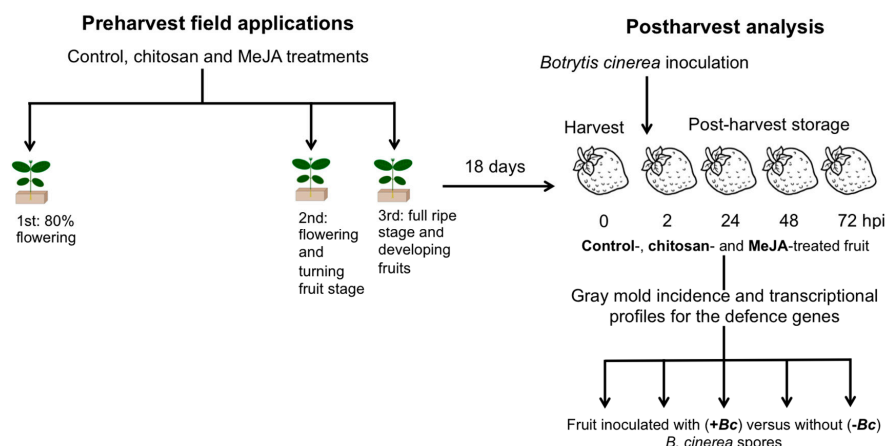 Preharvest field applications
Control, chitosan and MeJA treatments
1st: 80%
flowering
2nd:
flowering
and
turning
fruit stage
3rd: full ripe
stage and
developing
fruits
18 days
Postharvest analysis
Botrytis cinerea inoculation
Harvest
Post-harvest storage
0 2 24 48 72 hpi
Control-, chitosan- and MeJA-treated fruit
Gray mold incidence and transcriptional
profiles for the defence genes
Fruit inoculated with (+Bc) versus without (-Bc)
B. cinerea spores